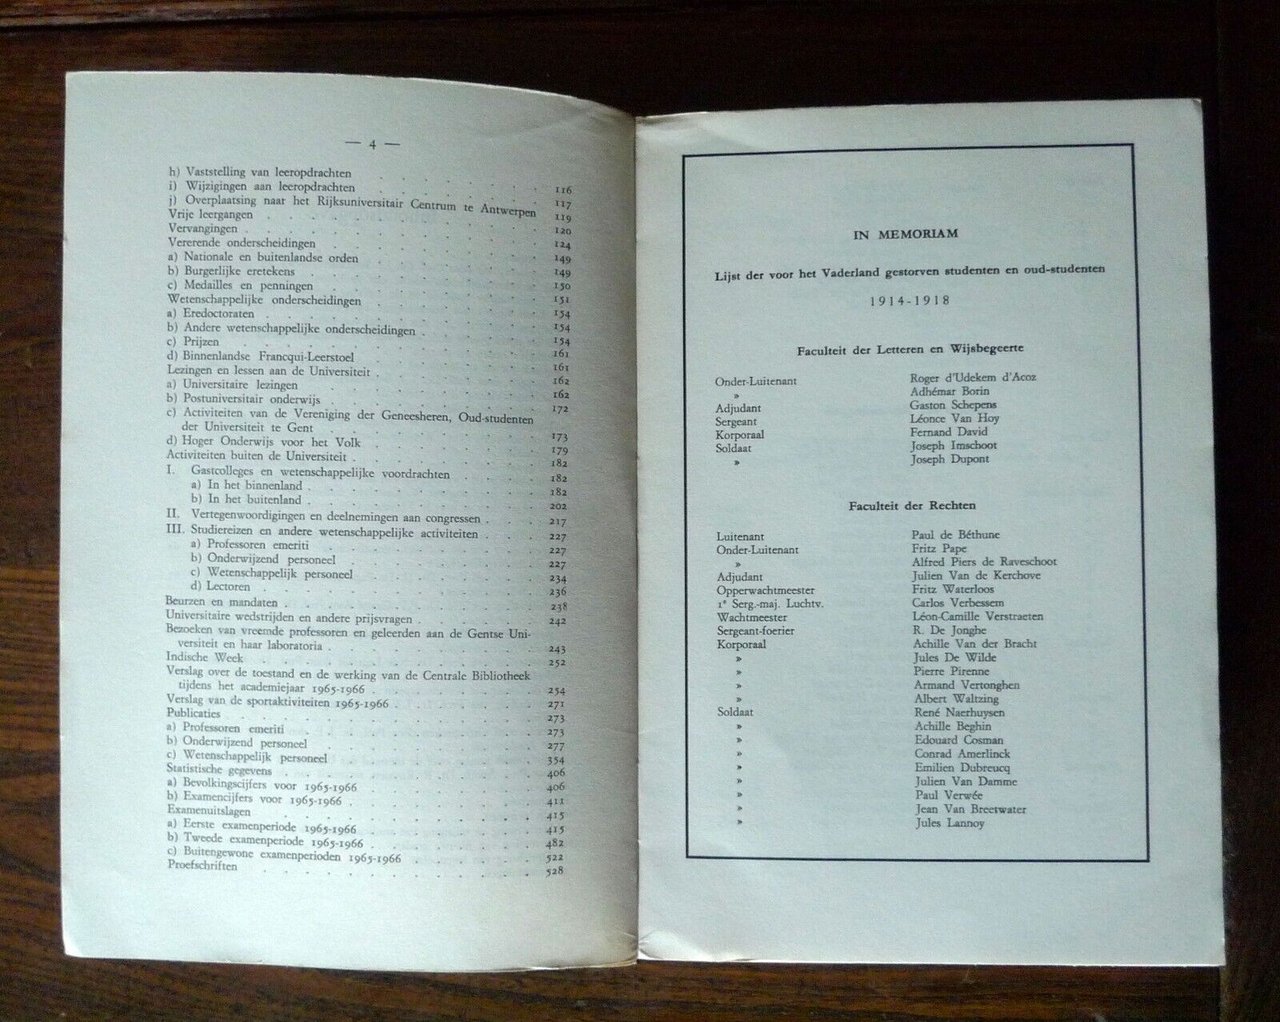 — 4 —
h) Vaststelling van leeropdrachten . . . . . . 116
i) Wijzigingen aan leeropdrachten . . . . . . 117
j) Overplaatsing naar het Rijksuniversitair Centrum te Antwerpen 119
Vrije leergangen . . . . . . 120
Vervangingen . . . . . . 124
Vererende onderscheidingen . . . . . . 149
a) Nationale en buitenlandse orden . . . . . . 149
b) Burgerlijke eretekens . . . . . . 150
c) Medailles en penningen . . . . . . 151
Wetenschappelijke onderscheidingen . . . . . . 154
a) Eredoctoraten . . . . . . 154
b) Andere wetenschappelijke onderscheidingen . . . . . . 154
c) Prijzen . . . . . . 161
d) Binnenlandse Francqui-Leerstoel . . . . . . 161
Lezingen en lessen aan de Universiteit . . . . . . 162
a) Universitaire lezingen . . . . . . 162
b) Postuniversitair onderwijs . . . . . . 172
c) Activiteiten van de Vereniging der Geneesheren, Oud-studenten
der Universiteit te Gent . . . . . . 173
d) Hoger Onderwijs voor het Volk . . . . . . 179
Activiteiten buiten de Universiteit . . . . . . 182
I. Gastcolleges en wetenschappelijke voordrachten . . . . . . 182
a) In het binnenland . . . . . . 182
b) In het buitenland . . . . . . 202
II. Vertegenwoordigingen en deelnemingen aan congressen . . . 217
III. Studiereizen en andere wetenschappelijke activiteiten . . . 227
a) Professoren emeriti . . . . . . 227
b) Onderwijzend personeel . . . . . . 227
c) Wetenschappelijk personeel . . . . . . 234
d) Lectoren . . . . . . 236
Beurzen en mandaten . . . . . . 238
Universitaire wedstrijden en andere prijsvragen . . . . . . 242
Bezoeken van vreemde professoren en geleerden aan de Gentse Uni-
versiteit en haar laboratoria . . . . . . 243
Indische Week . . . . . . 252
Verslag over de toestand en de werking van de Centrale Bibliotheek
tijdens het academiejaar 1965-1966 . . . . . . 254
Verslag van de sportaktiviteiten 1965-1966 . . . . . . 271
Publicaties . . . . . . 273
a) Professoren emeriti . . . . . . 273
b) Onderwijzend personeel . . . . . . 277
c) Wetenschappelijk personeel . . . . . . 354
Statistische gegevens . . . . . . 406
a) Bevolkingscijfers voor 1965-1966 . . . . . . 406
b) Examencijfers voor 1965-1966 . . . . . . 411
Examenuitslagen . . . . . . 415
a) Eerste examenperiode 1965-1966 . . . . . . 415
b) Tweede examenperiode 1965-1966 . . . . . . 482
c) Buitengewone examenperioden 1965-1966 . . . . . . 522
Proefschriften . . . . . . 528
IN MEMORIAM
Lijst der voor het Vaderland gestorven studenten en oud-studenten
1914-1918
Faculteit der Letteren en Wijsbegeerte
Onder-Luitenant Roger d'Udekem d'Acoz
» Adhémar Borin
Adjudant Gaston Schepens
Sergeant Léonce Van Hoy
Korporaal Fernand David
Soldaat Joseph Imschoot
» Joseph Dupont
Faculteit der Rechten
Luitenant Paul de Béthune
Onder-Luitenant Fritz Pape
» Alfred Piers de Raveschoot
Adjudant Julien Van de Kerchove
Opperwachtmeester Fritz Waterloos
1e Serg.-maj. Luchtv. Carlos Verbessem
Wachtmeester Léon-Camille Verstraeten
Sergeant-foerier R. De Jonghe
Korporaal Achille Van der Bracht
» Jules De Wilde
» Pierre Pirenne
» Armand Vertonghen
» Albert Waltzing
Soldaat René Naerhuysen
» Achille Beghin
» Edouard Cosman
» Conrad Amerlinck
» Emilien Dubreucq
» Julien Van Damme
» Paul Verwée
» Jean Van Breetwater
» Jules Lannoy